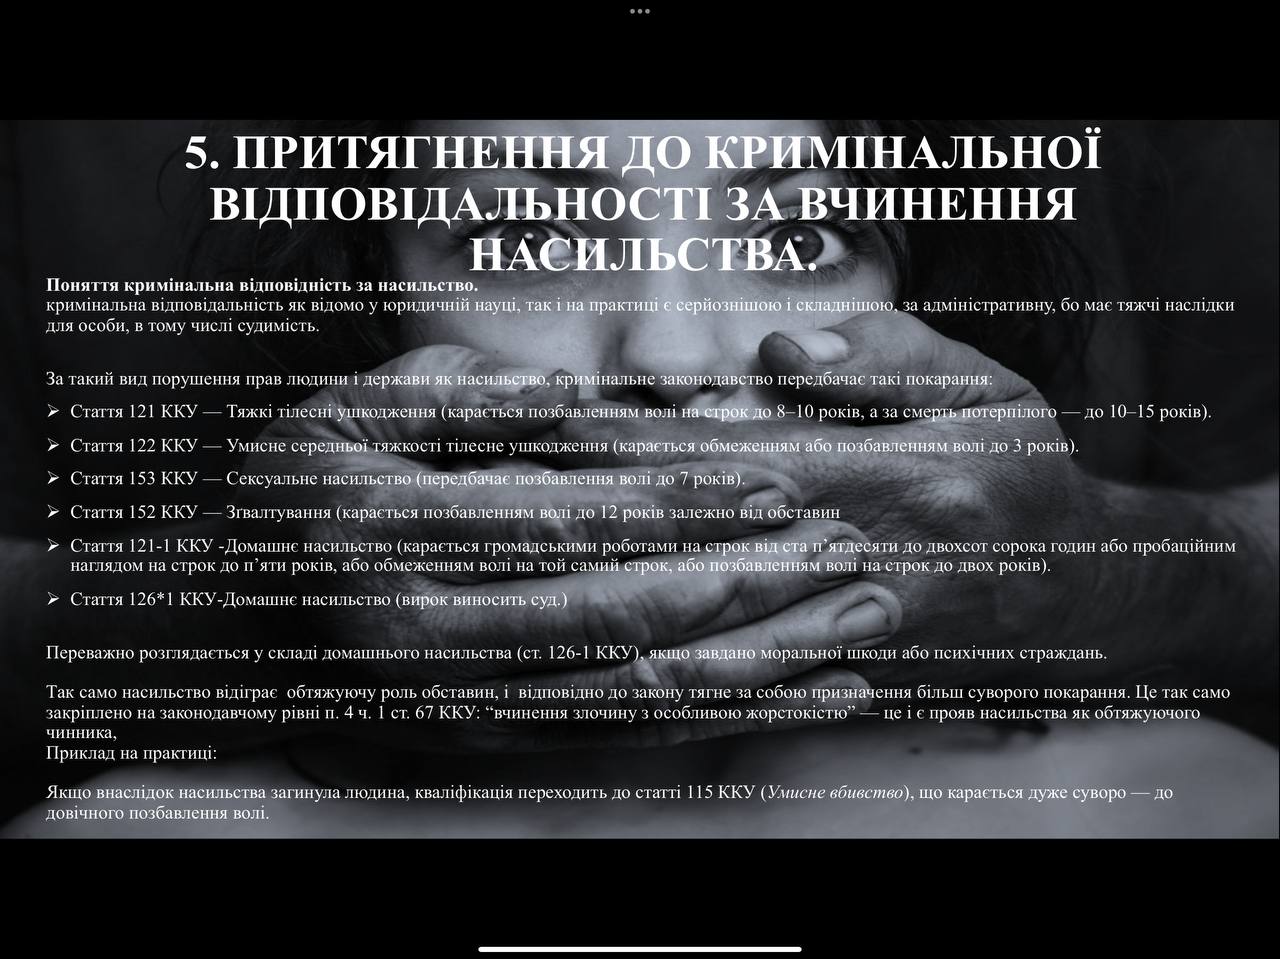 5. ПРИТЯГНЕННЯ ДО КРИМІНАЛЬНОЇ
ВІДПОВІДАЛЬНОСТІ ЗА ВЧИНЕННЯ
НАСИЛЬСТВА.
Поняття кримінальна відповідність за насильство.
кримінальна відповідальність як відомо у юридичній науці, так і на практиці є серйознішою і складнішою, за адміністративну, бо має тяжчі наслідки
для особи, в тому числі судимість.
За такий вид порушення прав людини і держави як насильство, кримінальне законодавство передбачає такі покарання:
➢ Стаття 121 ККУ — Тяжкі тілесні ушкодження (карається позбавленням волі на строк до 8–10 років, а за смерть потерпілого — до 10–15 років).
➢ Стаття 122 ККУ — Умисне середньої тяжкості тілесне ушкодження (карається обмеженням або позбавленням волі до 3 років).
➢ Стаття 153 ККУ — Сексуальне насильство (передбачає позбавлення волі до 7 років).
➢ Стаття 152 ККУ — Зґвалтування (карається позбавленням волі до 12 років залежно від обставин
➢ Стаття 121-1 ККУ -Домашнє насильство (карається громадськими роботами на строк від ста п’ятдесяти до двохсот сорока годин або пробаційним
наглядом на строк до п’яти років, або обмеженням волі на той самий строк, або позбавленням волі на строк до двох років).
➢ Стаття 126*1 ККУ-Домашнє насильство (вирок виносить суд.)
Переважно розглядається у складі домашнього насильства (ст. 126-1 ККУ), якщо завдано моральної шкоди або психічних страждань.
Так само насильство відіграє обтяжуючу роль обставин, і відповідно до закону тягне за собою призначення більш суворого покарання. Це так само
закріплено на законодавчому рівні п. 4 ч. 1 ст. 67 ККУ: “вчинення злочину з особливою жорстокістю” — це і є прояв насильства як обтяжуючого
чинника,
Приклад на практиці:
Якщо внаслідок насильства загинула людина, кваліфікація переходить до статті 115 ККУ (Умисне вбивство), що карається дуже суворо — до
довічного позбавлення волі.